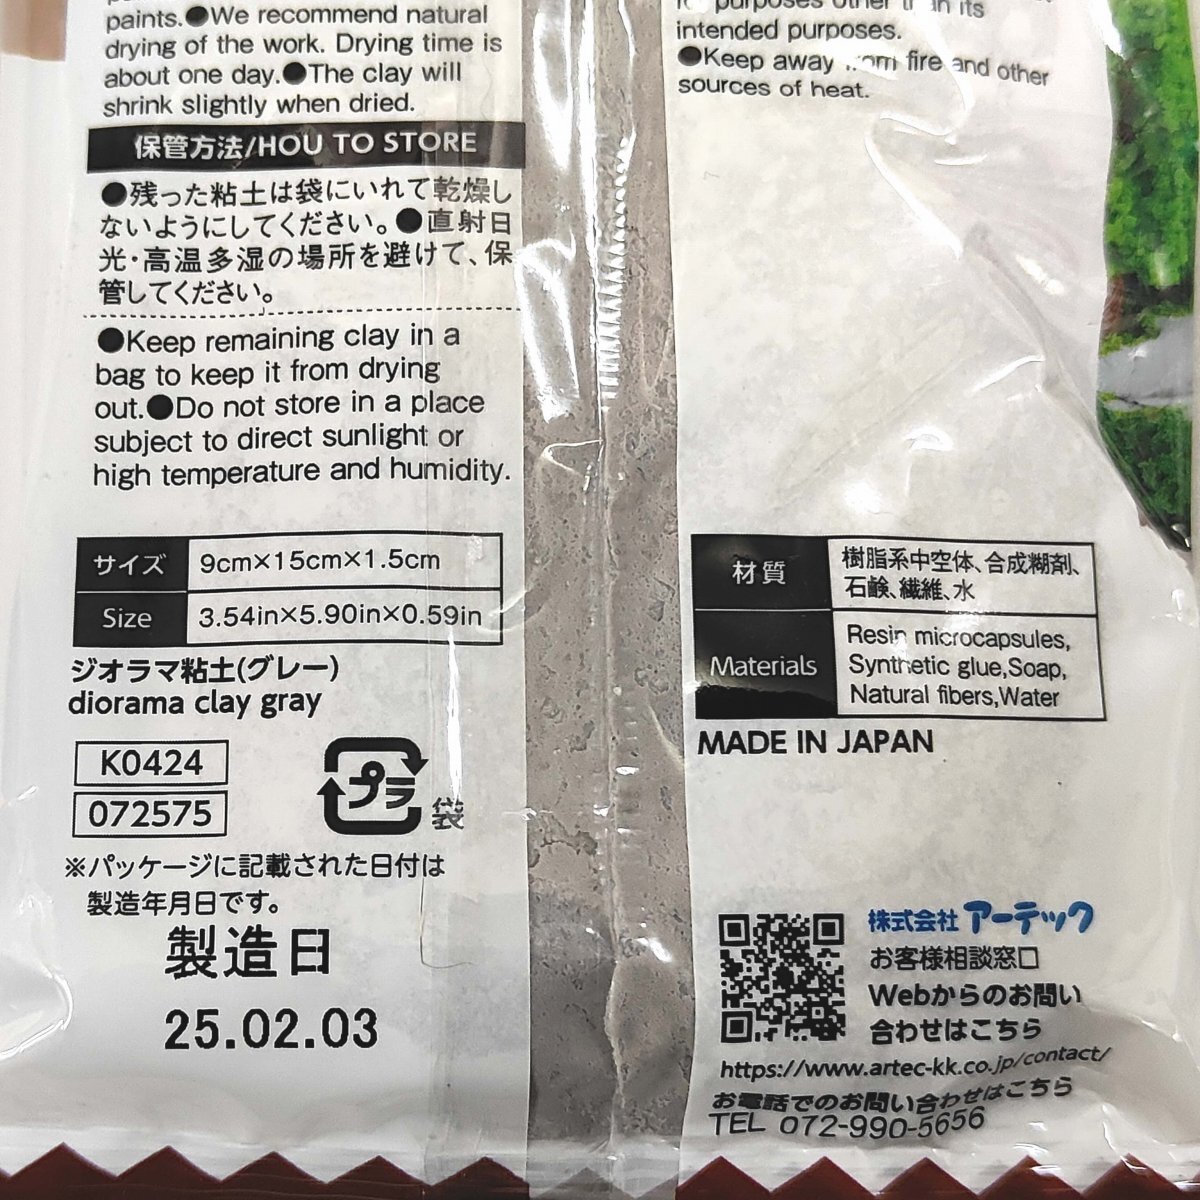 paints.●We recommend natural
drying of the work. Drying time is
about one day.●The clay will
shrink slightly when dried.
保管方法/HOU TO STORE
●残った粘土は袋にいれて乾燥し
ないようにしてください。●直射日
光・高温多湿の場所を避けて、保
管してください。
●Keep remaining clay in a
bag to keep it from drying
out.●Do not store in a place
subject to direct sunlight or
high temperature and humidity.
サイズ 9cm×15cm×1.5cm
Size 3.54in×5.90in×0.59in
ジオラマ粘土(グレー)
diorama clay gray
K0424
072575
プラ 袋
※パッケージに記載された日付は
製造年月日です。
製造日
25.02.03
purposes other than its
intended purposes.
●Keep away from fire and other
sources of heat.
材質 樹脂系中空体、合成糊剤、
石鹸、繊維、水
Materials Resin microcapsules,
Synthetic glue,Soap,
Natural fibers,Water
MADE IN JAPAN
株式会社 アーテック
お客様相談窓口
Webからのお問い
合わせはこちら
https://www.artec-kk.co.jp/contact/
お電話でのお問い合わせはこちら
TEL 072-990-5656